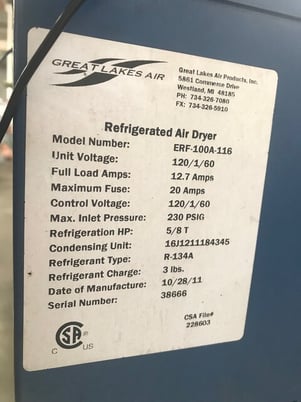 GREAT LAKES AIR
Great Lakes Air Products, Inc.
5861 Commerce Drive
Westland, MI 48185
PH: 734-326-7080
FX: 734-326-5910
Refrigerated Air Dryer
Model Number: ERF-100A-116
Unit Voltage: 120/1/60
Full Load Amps: 12.7 Amps
Maximum Fuse: 20 Amps
Control Voltage: 120/1/60
Max. Inlet Pressure: 230 PSIG
Refrigeration HP: 5/8 T
Condensing Unit: 16J1211184345
Refrigerant Type: R-134A
Refrigerant Charge: 3 lbs.
Date of Manufacture: 10/28/11
Serial Number: 38666
CSA File#
228603
CSA ®
C US